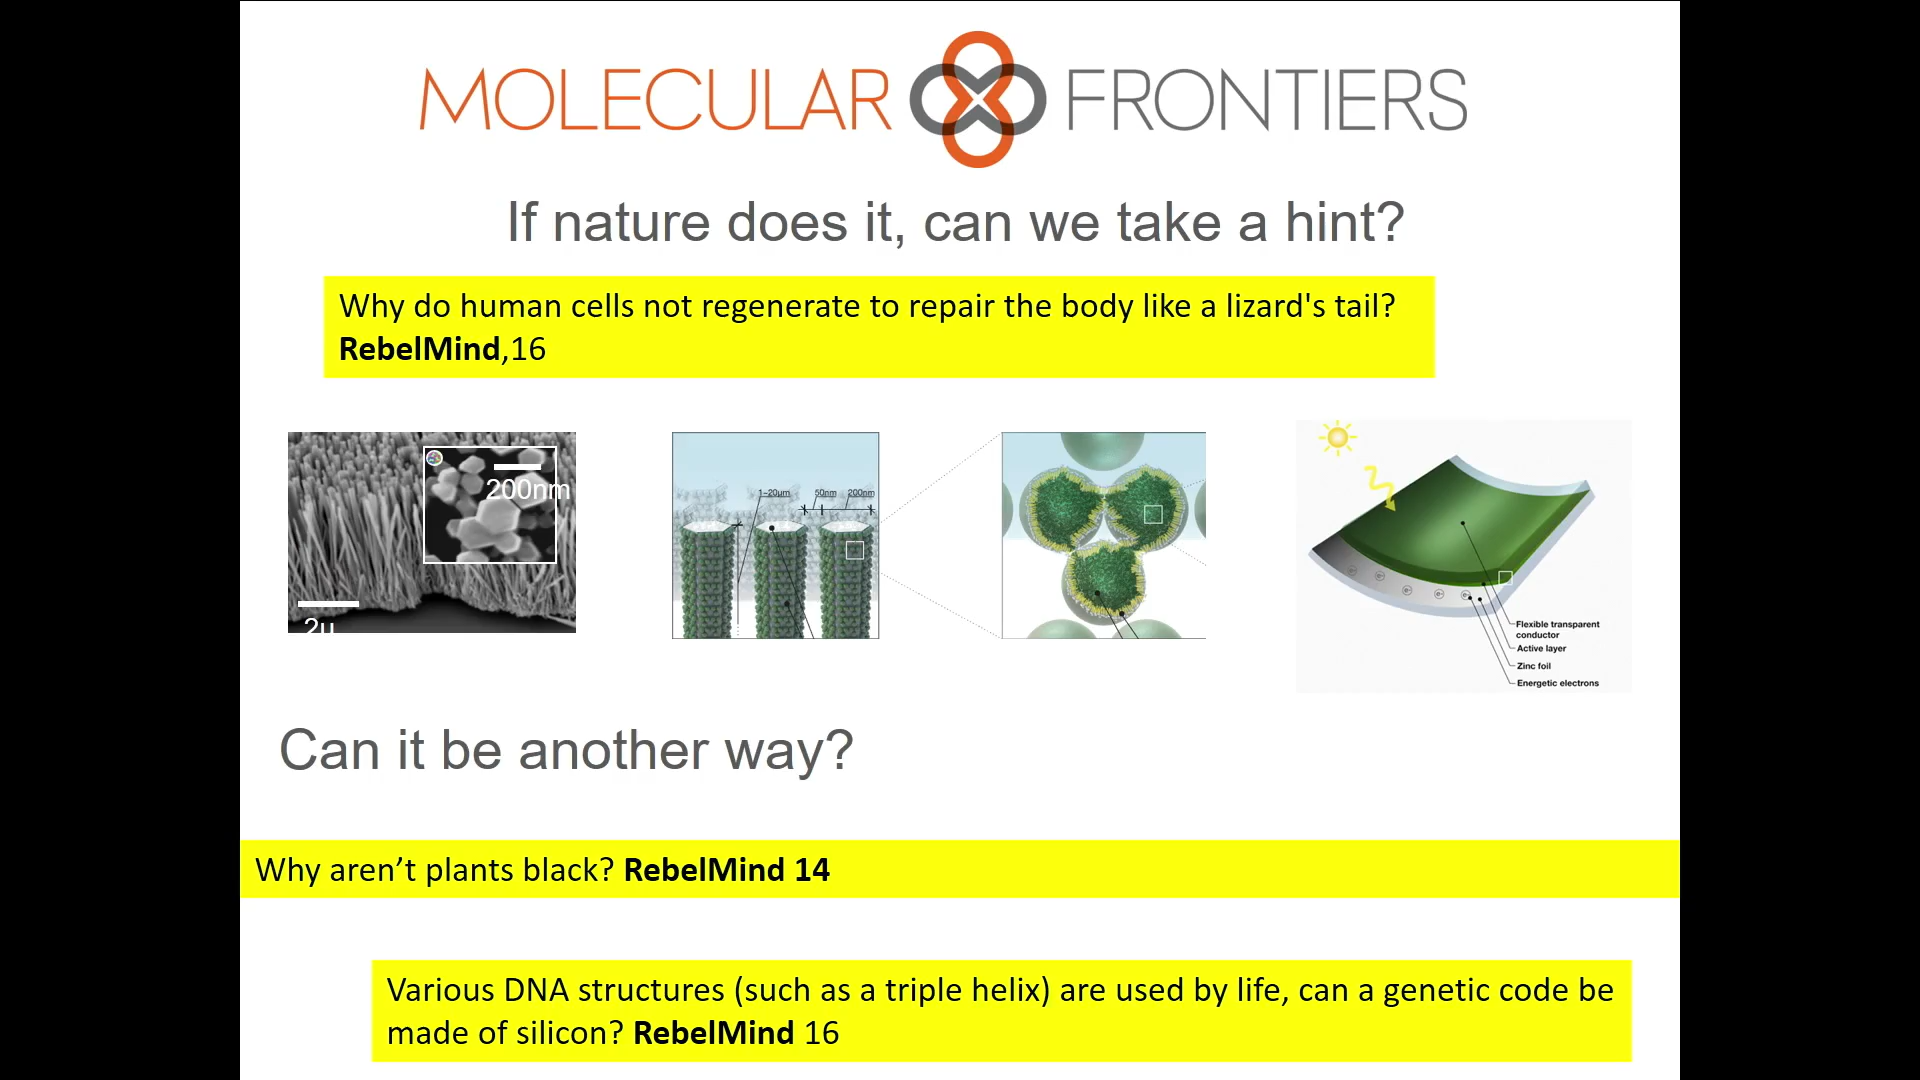 MOLECULAR FRONTIERS
If nature does it, can we take a hint?
Why do human cells not regenerate to repair the body like a lizard's tail?
RebelMind,16
200nm
2µ
1–20µm 50nm 200nm
e- e- e- e- e-
Flexible transparent
conductor
Active layer
Zinc foil
Energetic electrons
Can it be another way?
Why aren’t plants black? RebelMind 14
Various DNA structures (such as a triple helix) are used by life, can a genetic code be
made of silicon? RebelMind 16